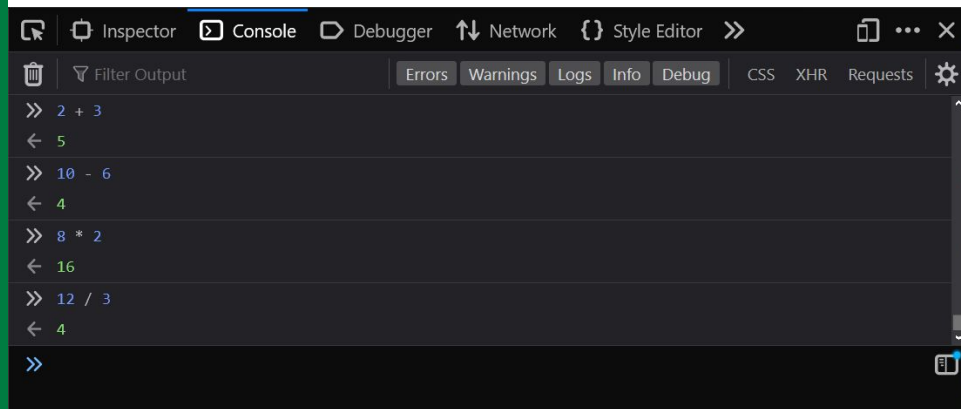 Inspector Console Debugger Network {} Style Editor
Filter Output Errors Warnings Logs Info Debug CSS XHR Requests
2 + 3
5
10 - 6
4
8 * 2
16
12 / 3
4